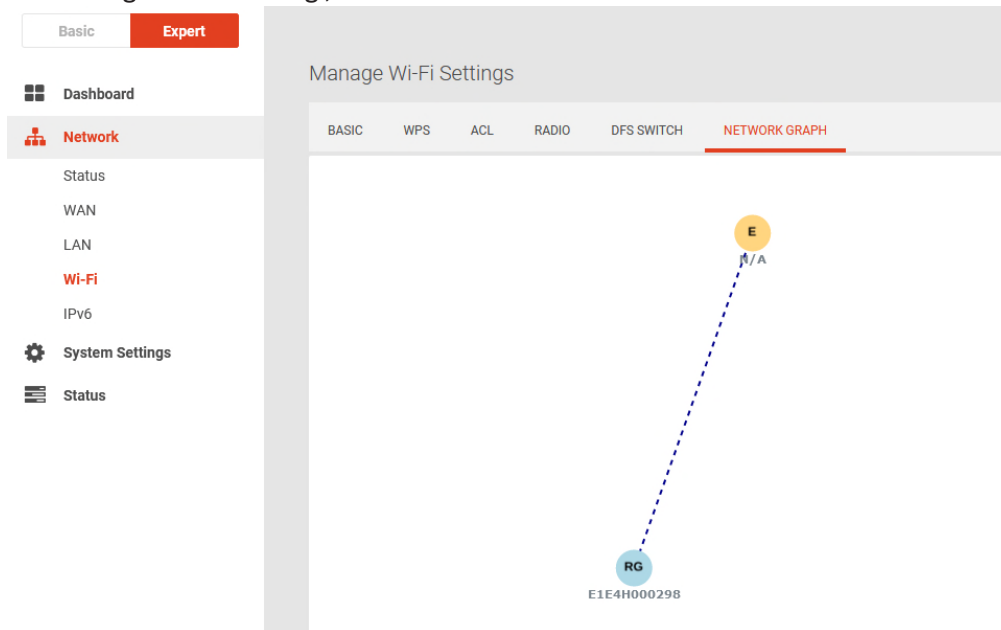 Basic Expert
Manage Wi-Fi Settings
Dashboard
BASIC WPS ACL RADIO DFS SWITCH NETWORK GRAPH
Network
Status
WAN
LAN
Wi-Fi
IPv6
System Settings
Status
E
N/A
RG
E1E4H000298